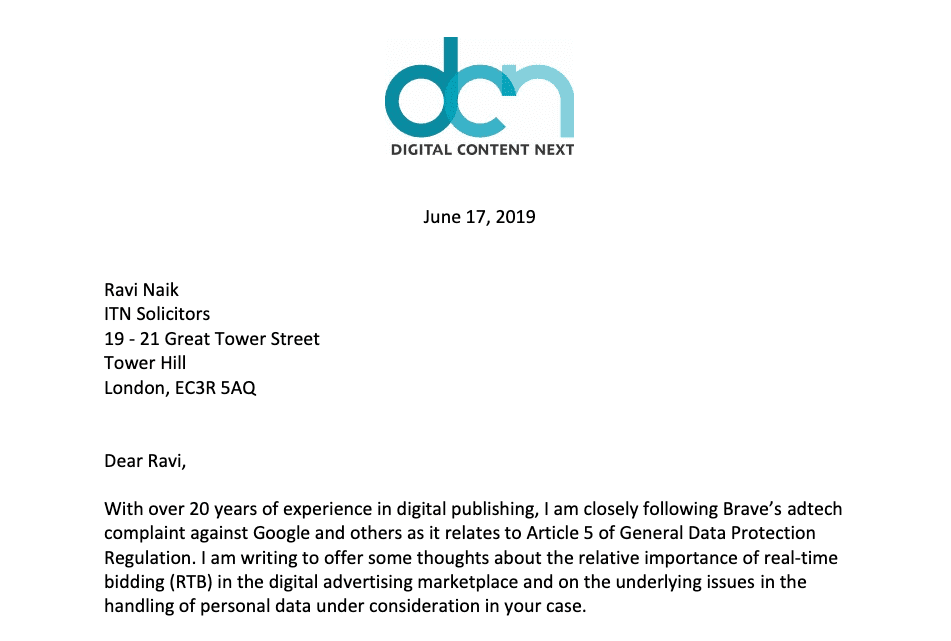 dcn
DIGITAL CONTENT NEXT
June 17, 2019
Ravi Naik
ITN Solicitors
19 - 21 Great Tower Street
Tower Hill
London, EC3R 5AQ
Dear Ravi,
With over 20 years of experience in digital publishing, I am closely following Brave’s adtech
complaint against Google and others as it relates to Article 5 of General Data Protection
Regulation. I am writing to offer some thoughts about the relative importance of real-time
bidding (RTB) in the digital advertising marketplace and on the underlying issues in the
handling of personal data under consideration in your case.